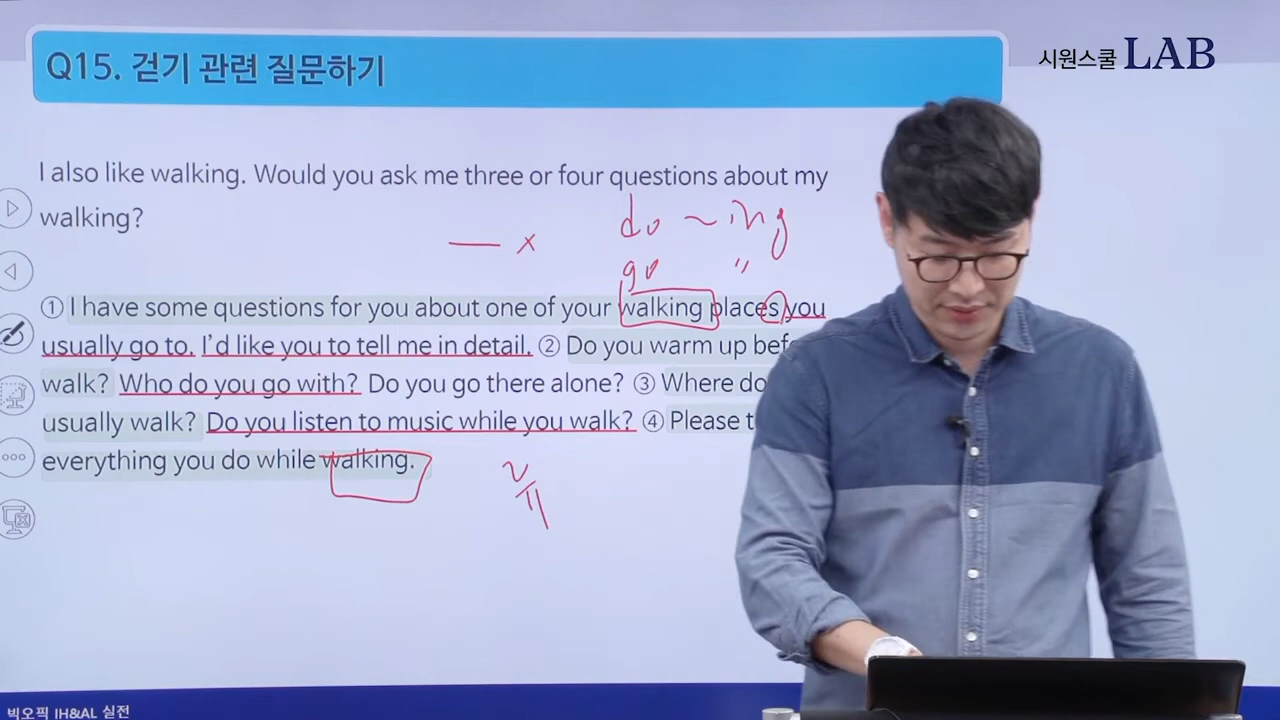 Q15. 걷기 관련 질문하기
시원스쿨 LAB
I also like walking. Would you ask me three or four questions about my
walking?
do ~ing
— x
go 〃
① I have some questions for you about one of your walking places you
usually go to. I'd like you to tell me in detail. ② Do you warm up
walk? Who do you go with? Do you go there alone? ③ Where do
usually walk? Do you listen to music while you walk? ④ Please
everything you do while walking.
빅오픽 IH&AL 실전